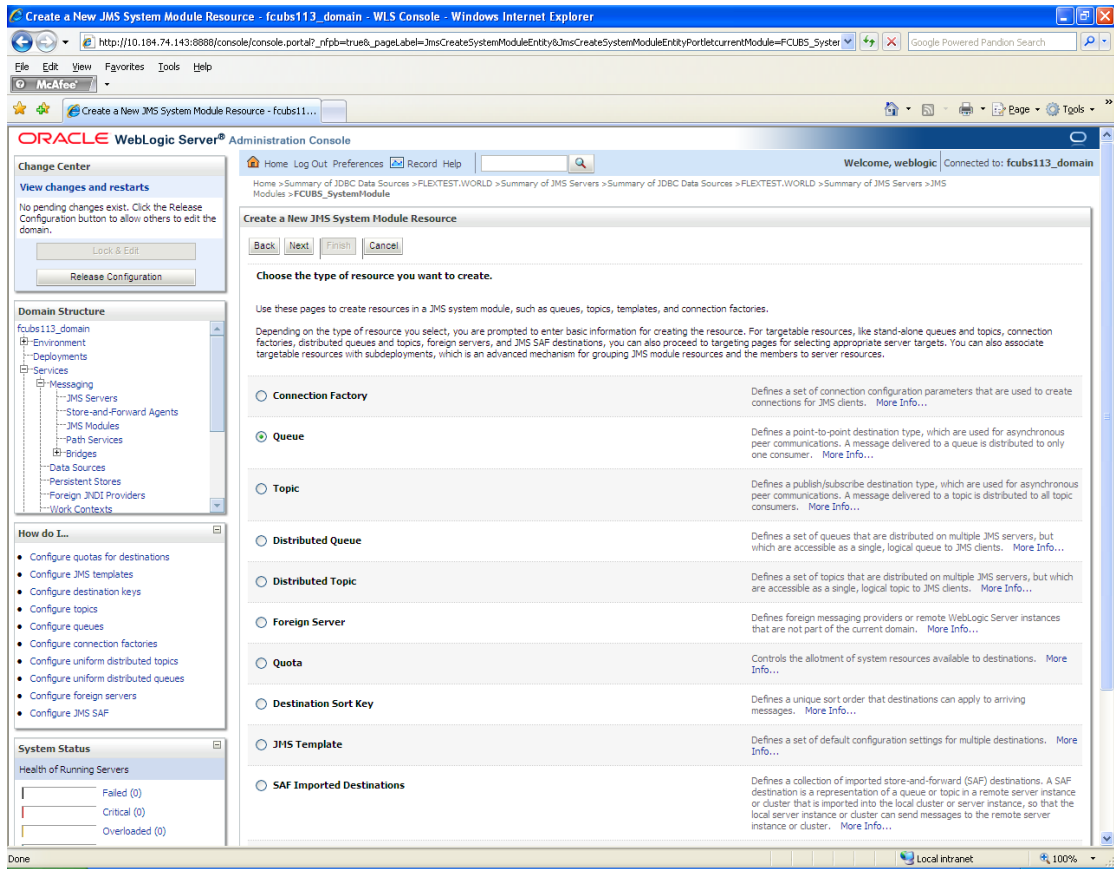 Create a New JMS System Module Resource - fcubs113_domain - WLS Console - Windows Internet Explorer
http://10.184.74.143:8888/console/console.portal?_nfpb=true&_pageLabel=JmsCreateSystemModuleEntity&JmsCreateSystemModuleEntityPortletcurrentModule=FCUBS_System
Google Powered Pandion Search
File Edit View Favorites Tools Help
McAfee
Create a New JMS System Module Resource - fcubs11...
Page Tools
ORACLE WebLogic Server® Administration Console
Change Center
View changes and restarts
No pending changes exist. Click the Release
Configuration button to allow others to edit the
domain.
Lock & Edit
Release Configuration
Domain Structure
fcubs113_domain
Environment
Deployments
Services
Messaging
JMS Servers
Store-and-Forward Agents
JMS Modules
Path Services
Bridges
Data Sources
Persistent Stores
Foreign JNDI Providers
Work Contexts
How do I...
Configure quotas for destinations
Configure JMS templates
Configure destination keys
Configure topics
Configure queues
Configure connection factories
Configure uniform distributed topics
Configure uniform distributed queues
Configure foreign servers
Configure JMS SAF
System Status
Health of Running Servers
Failed (0)
Critical (0)
Overloaded (0)
Home Log Out Preferences Record Help
Welcome, weblogic Connected to: fcubs113_domain
Home >Summary of JDBC Data Sources >FLEXTEST.WORLD >Summary of JMS Servers >Summary of JDBC Data Sources >FLEXTEST.WORLD >Summary of JMS Servers >JMS
Modules >FCUBS_SystemModule
Create a New JMS System Module Resource
Back Next Finish Cancel
Choose the type of resource you want to create.
Use these pages to create resources in a JMS system module, such as queues, topics, templates, and connection factories.
Depending on the type of resource you select, you are prompted to enter basic information for creating the resource. For targetable resources, like stand-alone queues and topics, connection
factories, distributed queues and topics, foreign servers, and JMS SAF destinations, you can also proceed to targeting pages for selecting appropriate server targets. You can also associate
targetable resources with subdeployments, which is an advanced mechanism for grouping JMS module resources and the members to server resources.
Connection Factory
Defines a set of connection configuration parameters that are used to create
connections for JMS clients. More Info...
Queue
Defines a point-to-point destination type, which are used for asynchronous
peer communications. A message delivered to a queue is distributed to only
one consumer. More Info...
Topic
Defines a publish/subscribe destination type, which are used for asynchronous
peer communications. A message delivered to a topic is distributed to all topic
consumers. More Info...
Distributed Queue
Defines a set of queues that are distributed on multiple JMS servers, but
which are accessible as a single, logical queue to JMS clients. More Info...
Distributed Topic
Defines a set of topics that are distributed on multiple JMS servers, but which
are accessible as a single, logical topic to JMS clients. More Info...
Foreign Server
Defines foreign messaging providers or remote WebLogic Server instances
that are not part of the current domain. More Info...
Quota
Controls the allotment of system resources available to destinations. More
Info...
Destination Sort Key
Defines a unique sort order that destinations can apply to arriving
messages. More Info...
JMS Template
Defines a set of default configuration settings for multiple destinations. More
Info...
SAF Imported Destinations
Defines a collection of imported store-and-forward (SAF) destinations. A SAF
destination is a representation of a queue or topic in a remote server instance
or cluster that is imported into the local cluster or server instance, so that the
local server instance or cluster can send messages to the remote server
instance or cluster. More Info...
Done
Local intranet
100%